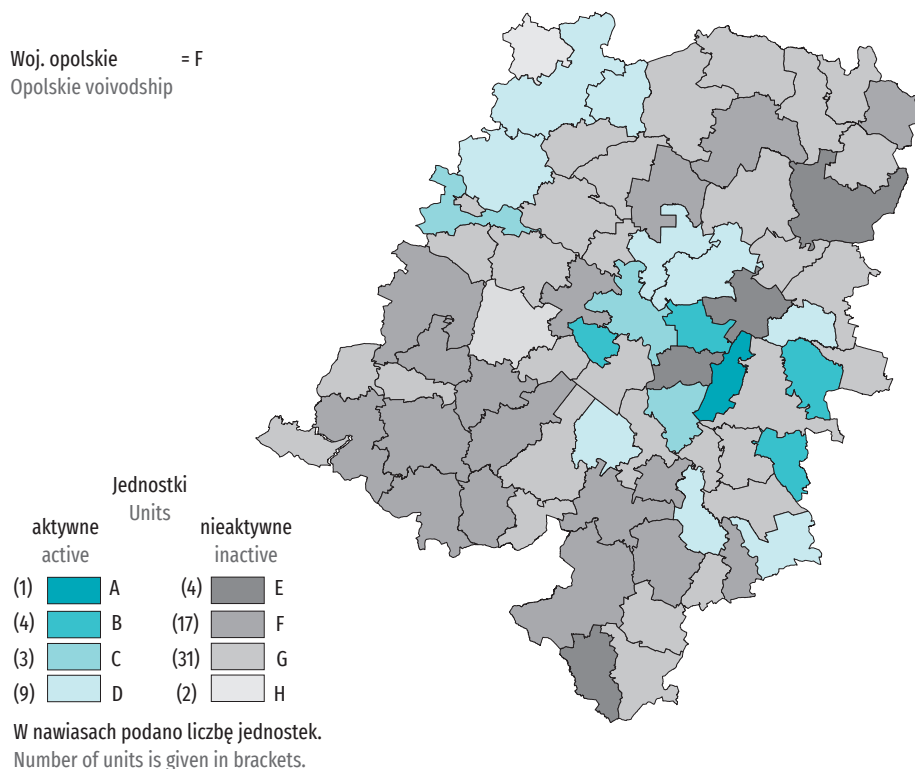 Woj. opolskie = F
Opolskie voivodship
Jednostki
Units
aktywne nieaktywne
active inactive
(1) A (4) E
(4) B (17) F
(3) C (31) G
(9) D (2) H
W nawiasach podano liczbę jednostek.
Number of units is given in brackets.